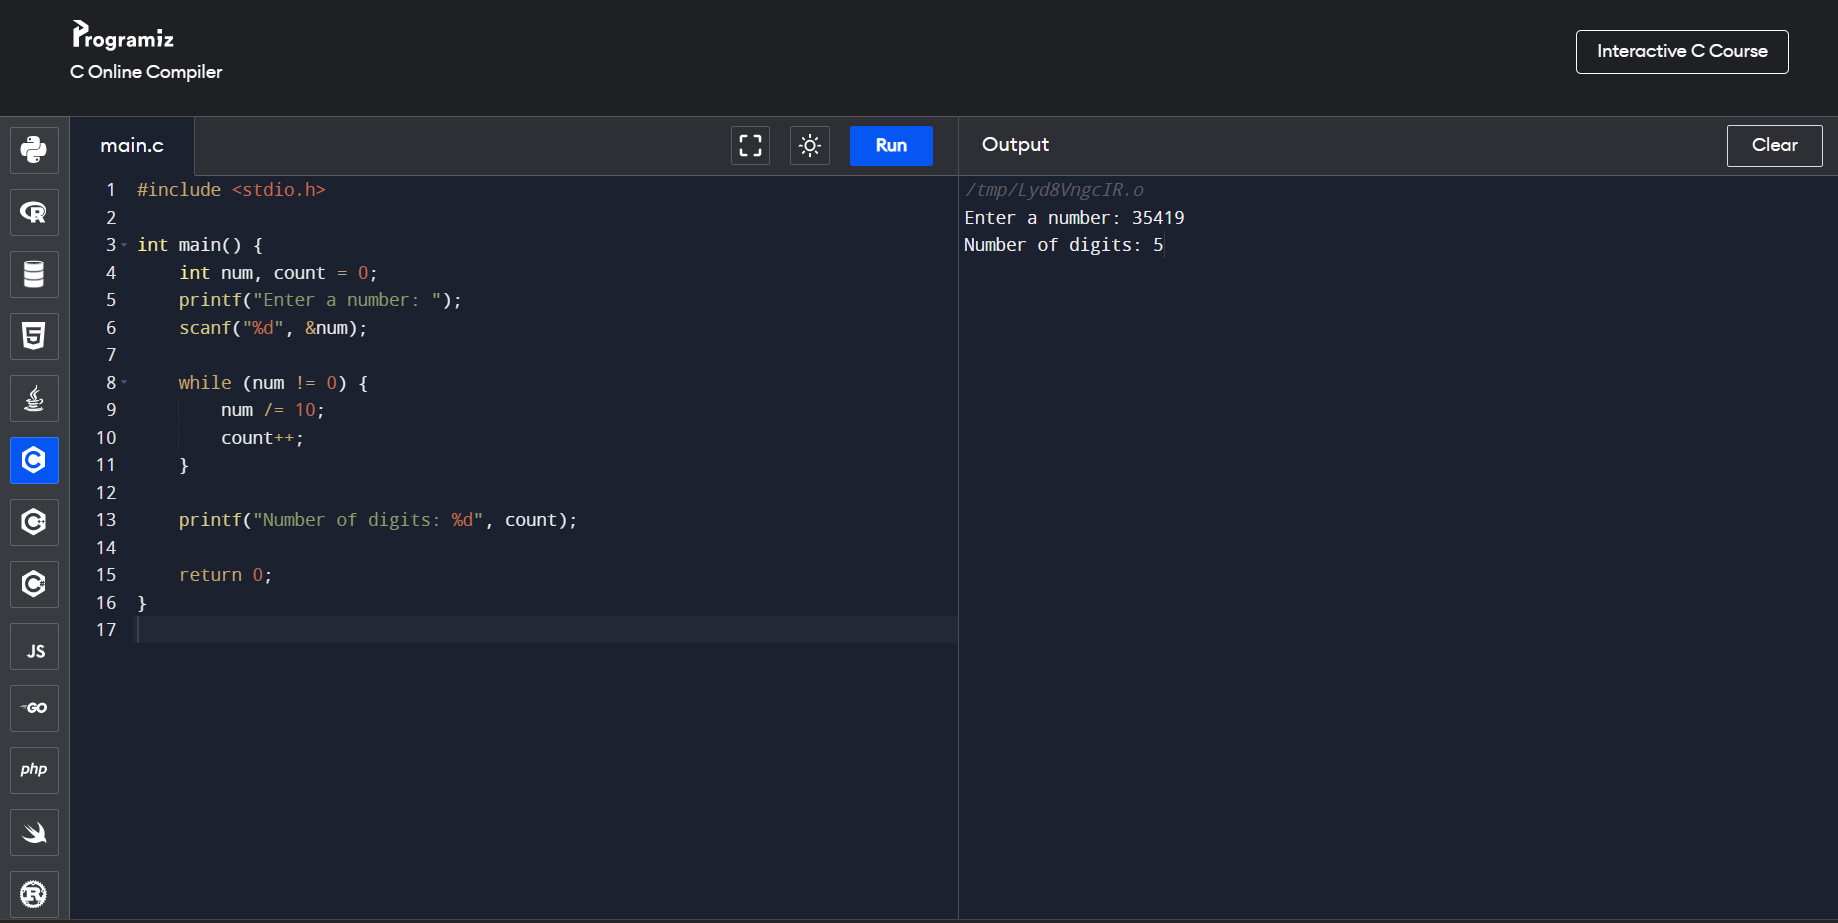 Programiz
C Online Compiler
Interactive C Course
main.c
Run
Output
Clear
1 #include <stdio.h>
2
3 int main() {
4     int num, count = 0;
5     printf("Enter a number: ");
6     scanf("%d", &num);
7
8     while (num != 0) {
9         num /= 10;
10         count++;
11     }
12
13     printf("Number of digits: %d", count);
14
15     return 0;
16 }
17
/tmp/Lyd8VngcIR.o
Enter a number: 35419
Number of digits: 5
R
5
C
C
C
JS
GO
php
R